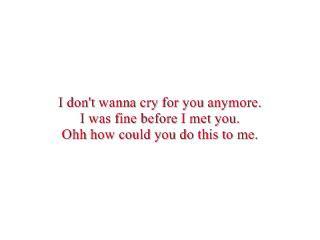 I don't wanna cry for you anymore.
I was fine before I met you.
Ohh how could you do this to me.